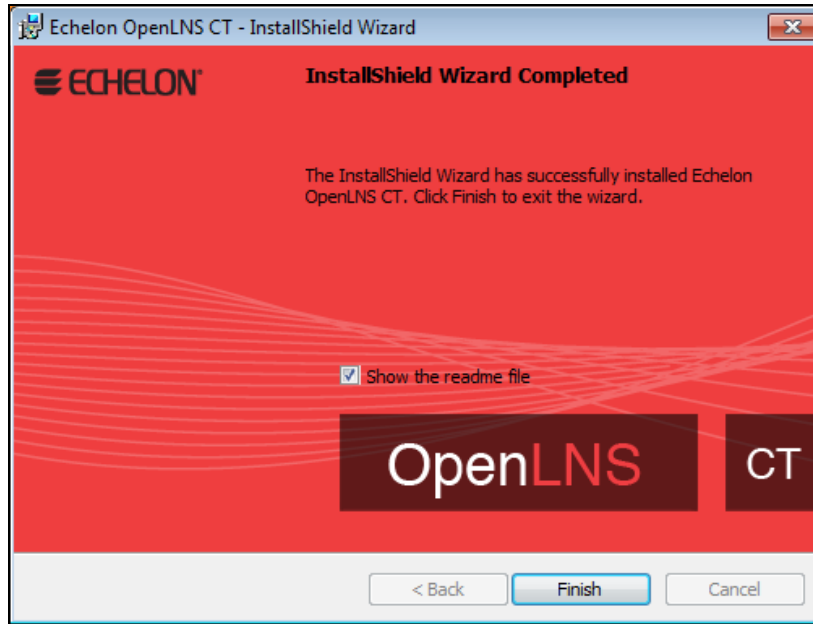 Echelon OpenLNS CT - InstallShield Wizard
ECHELON
InstallShield Wizard Completed
The InstallShield Wizard has successfully installed Echelon
OpenLNS CT. Click Finish to exit the wizard.
Show the readme file
OpenLNS CT
< Back Finish Cancel